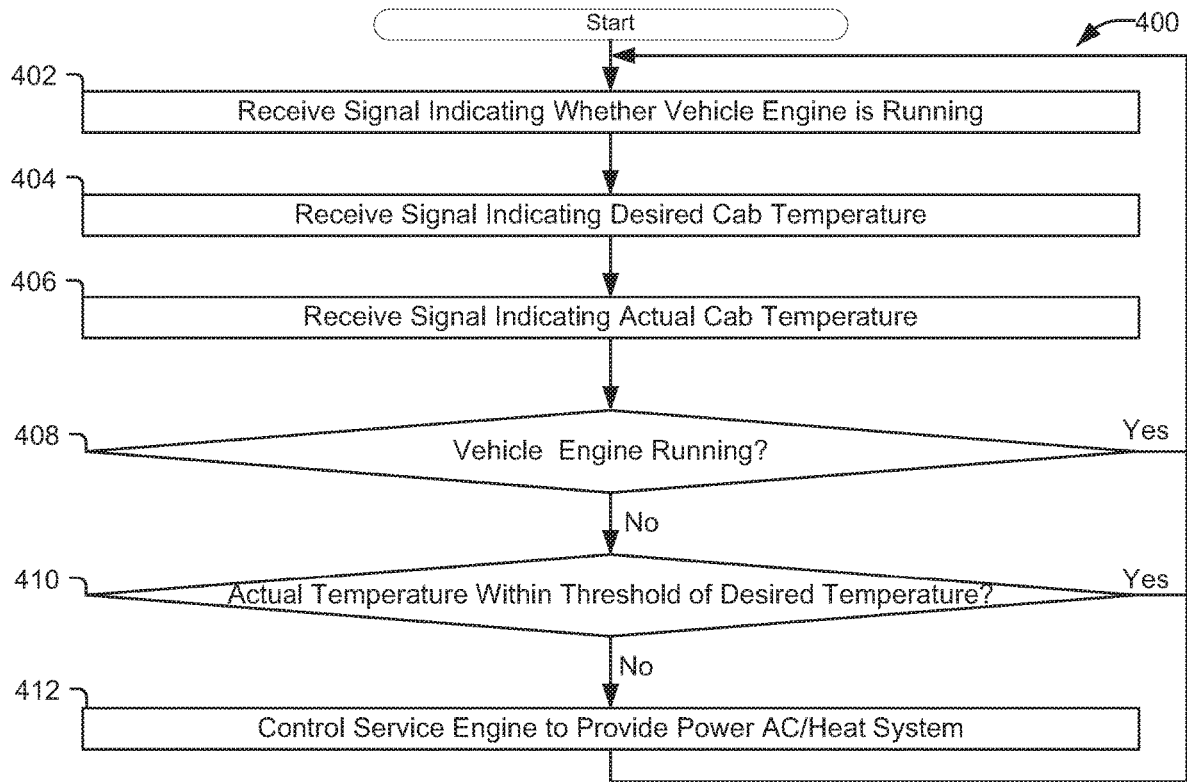 Start
400
402
Receive Signal Indicating Whether Vehicle Engine is Running
404
Receive Signal Indicating Desired Cab Temperature
406
Receive Signal Indicating Actual Cab Temperature
408
Vehicle Engine Running?
Yes
No
410
Actual Temperature Within Threshold of Desired Temperature?
Yes
No
412
Control Service Engine to Provide Power AC/Heat System